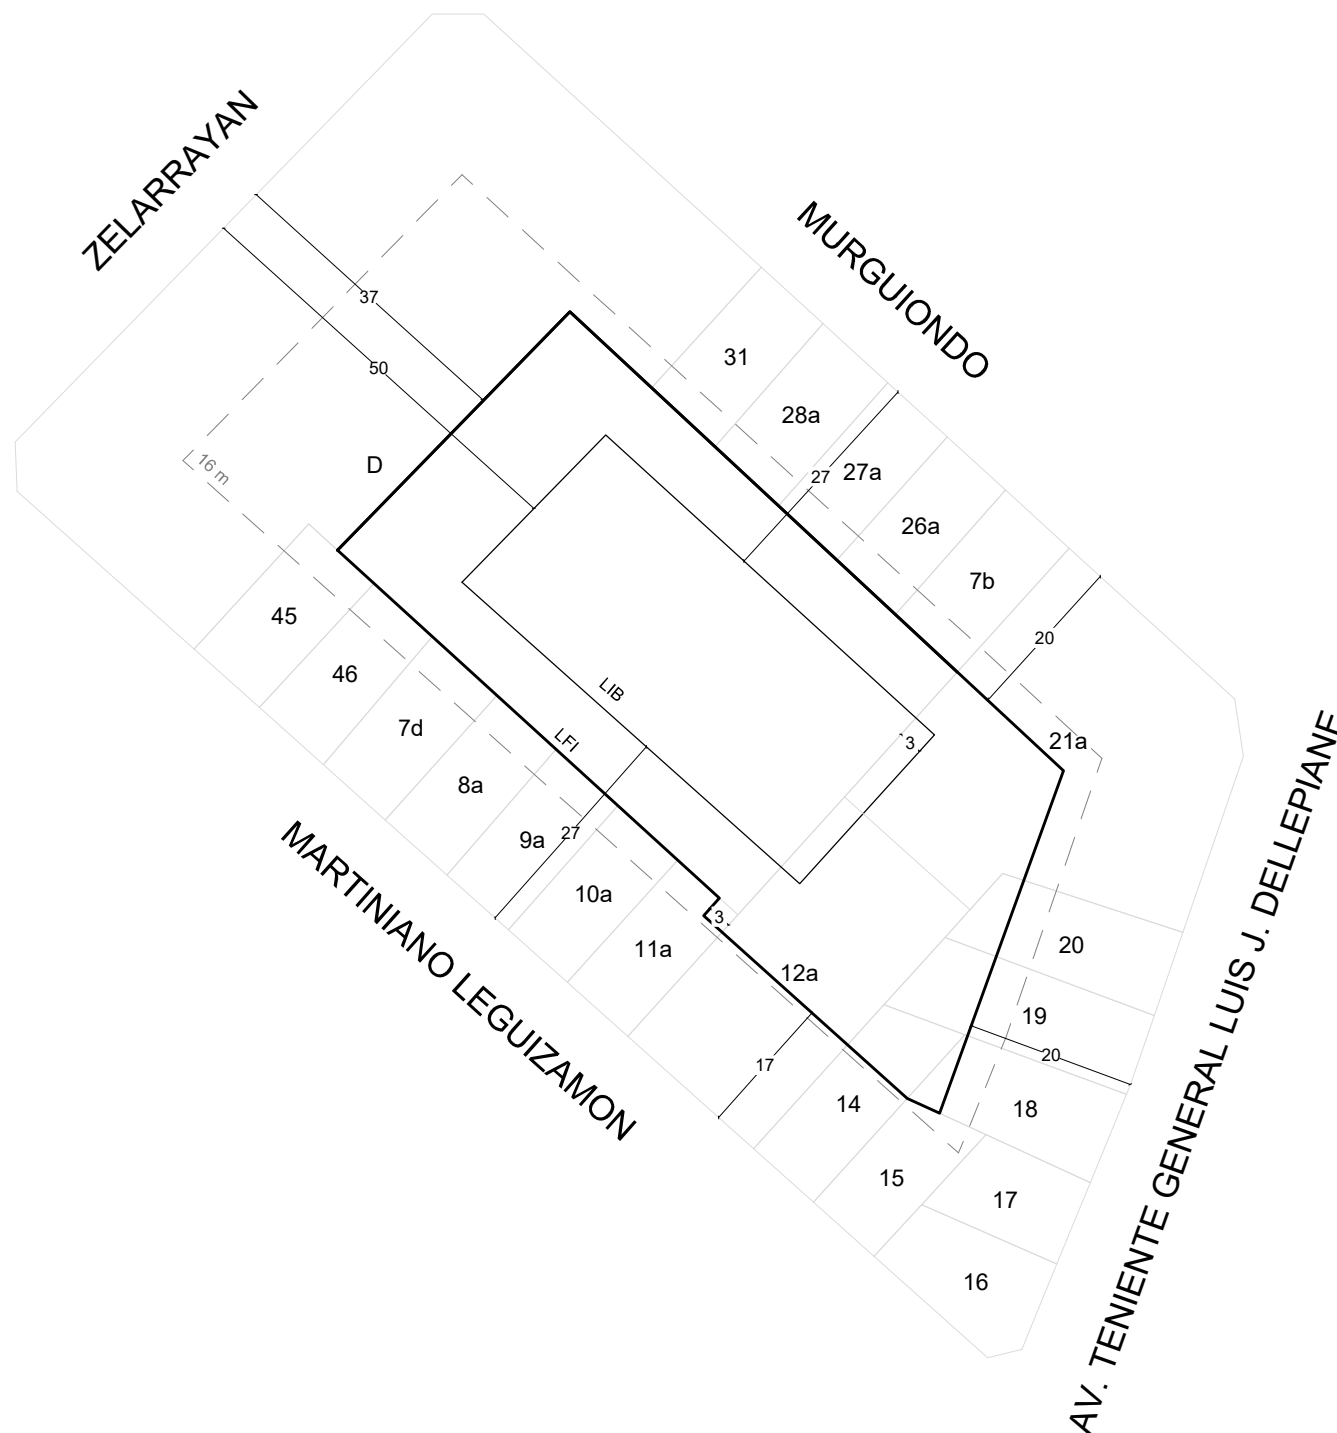 ZELARRAYAN
MURGUIONDO
37
31
50
28a
D
16 m
27
27a
26a
7b
45
20
46
LIB
7d
LFI
3
21a
8a
27
9a
10a
3
11a
12a
20
MARTINIANO LEGUIZAMON
19
20
17
14
18
15
17
16
AV. TENIENTE GENERAL LUIS J. DELLEPIANE